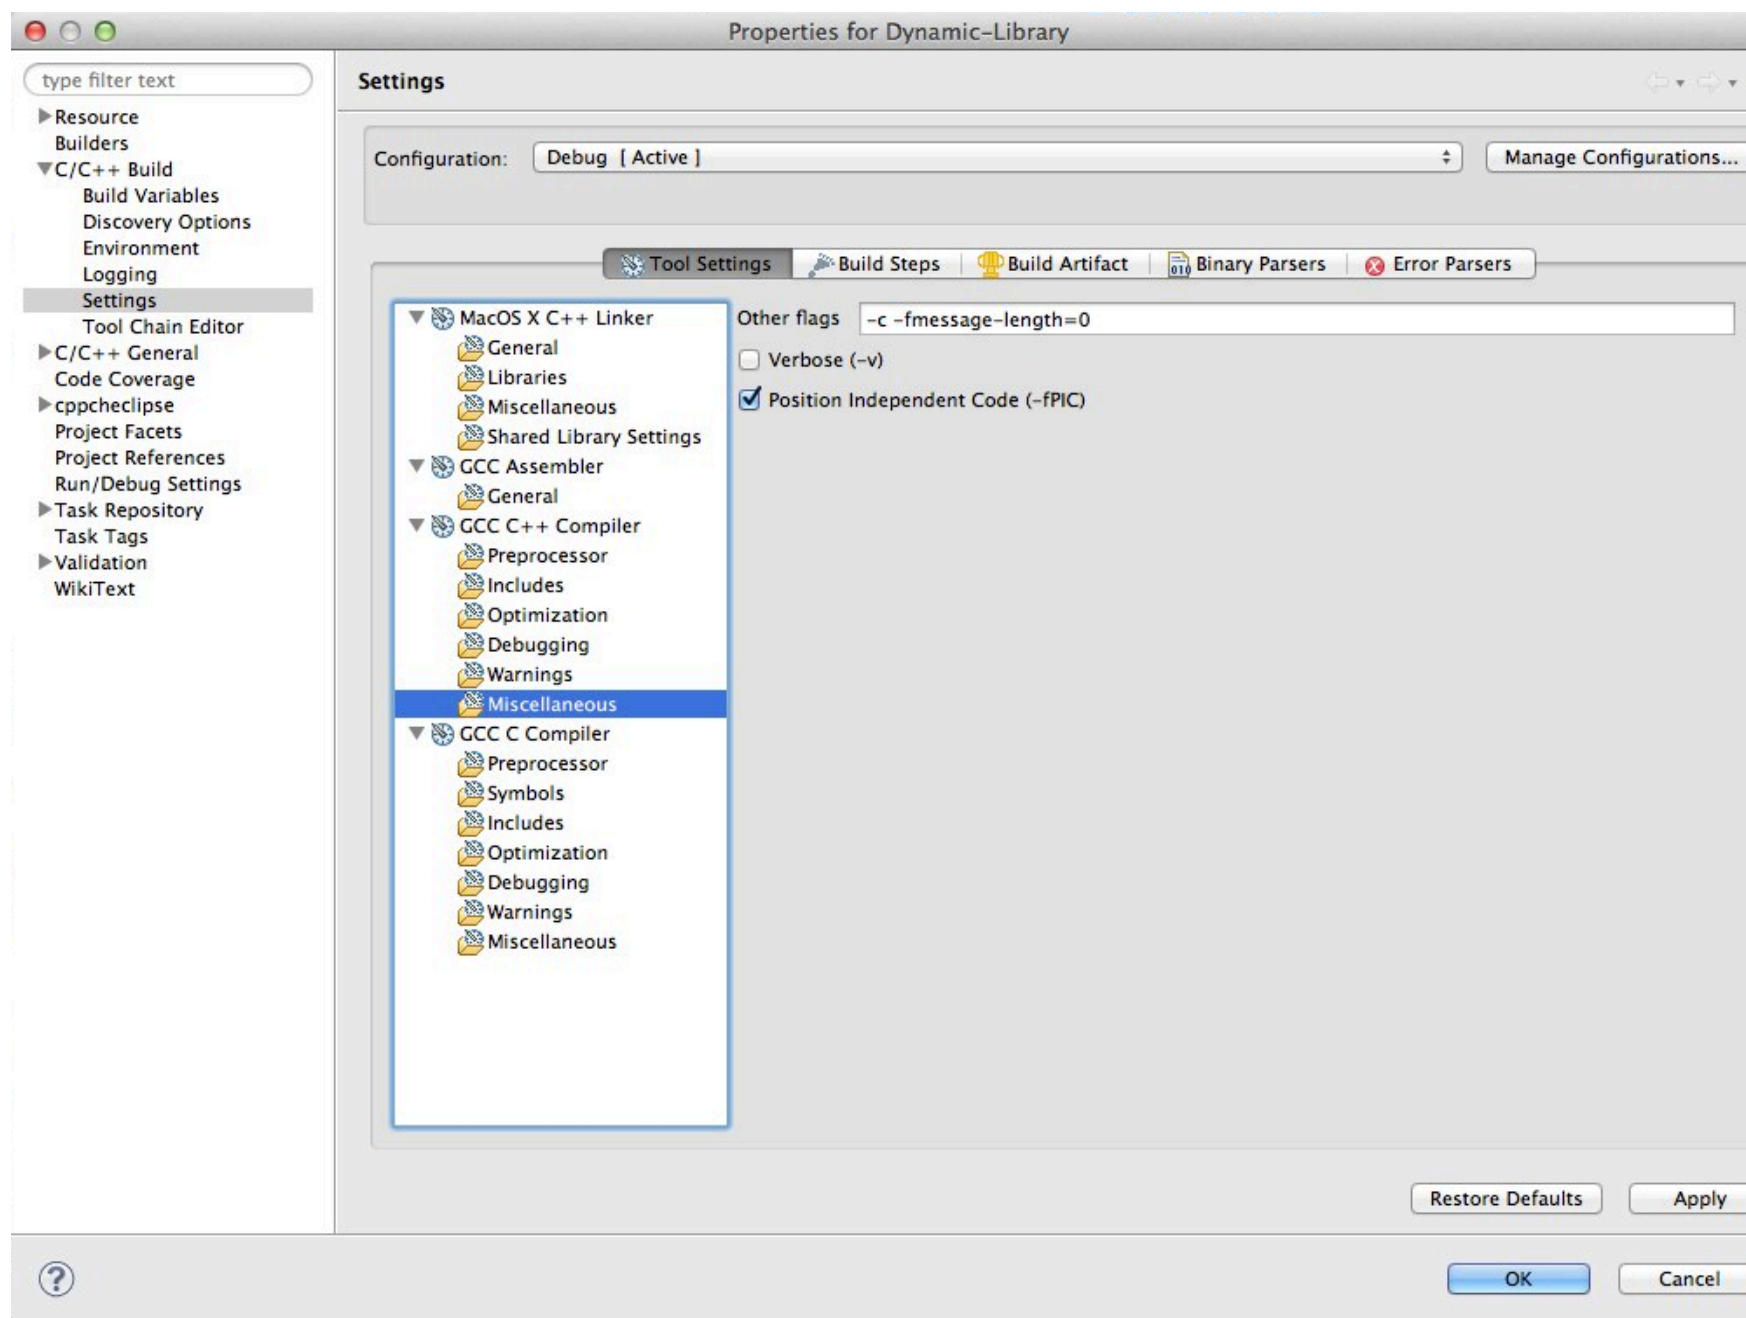 Properties for Dynamic-Library
type filter text
Resource
Builders
C/C++ Build
Build Variables
Discovery Options
Environment
Logging
Settings
Tool Chain Editor
C/C++ General
Code Coverage
cppcheclipse
Project Facets
Project References
Run/Debug Settings
Task Repository
Task Tags
Validation
WikiText
Settings
Configuration: Debug [ Active ] Manage Configurations...
Tool Settings Build Steps Build Artifact Binary Parsers Error Parsers
MacOS X C++ Linker
General
Libraries
Miscellaneous
Shared Library Settings
GCC Assembler
General
GCC C++ Compiler
Preprocessor
Includes
Optimization
Debugging
Warnings
Miscellaneous
GCC C Compiler
Preprocessor
Symbols
Includes
Optimization
Debugging
Warnings
Miscellaneous
Other flags -c -fmessage-length=0
Verbose (-v)
Position Independent Code (-fPIC)
Restore Defaults Apply
? OK Cancel